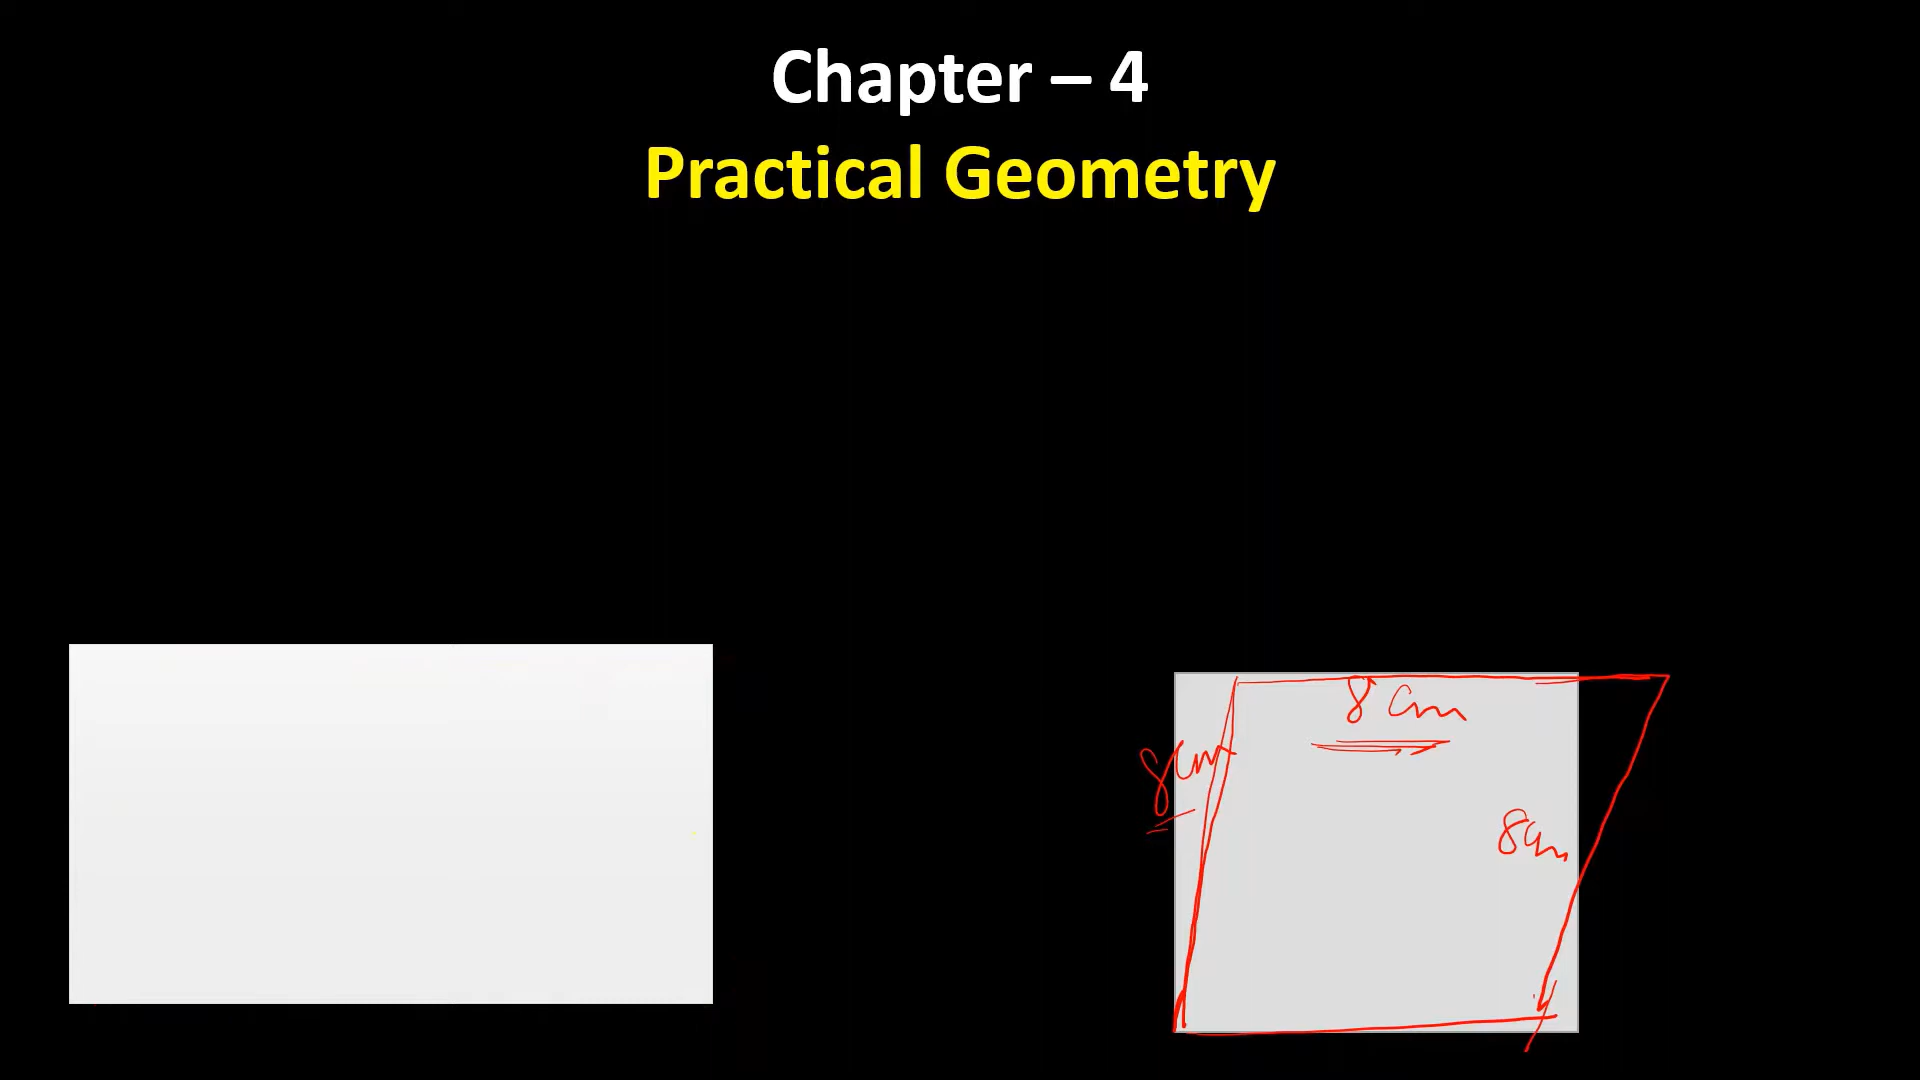 Chapter – 4
Practical Geometry
8 cm
8cm
8cm